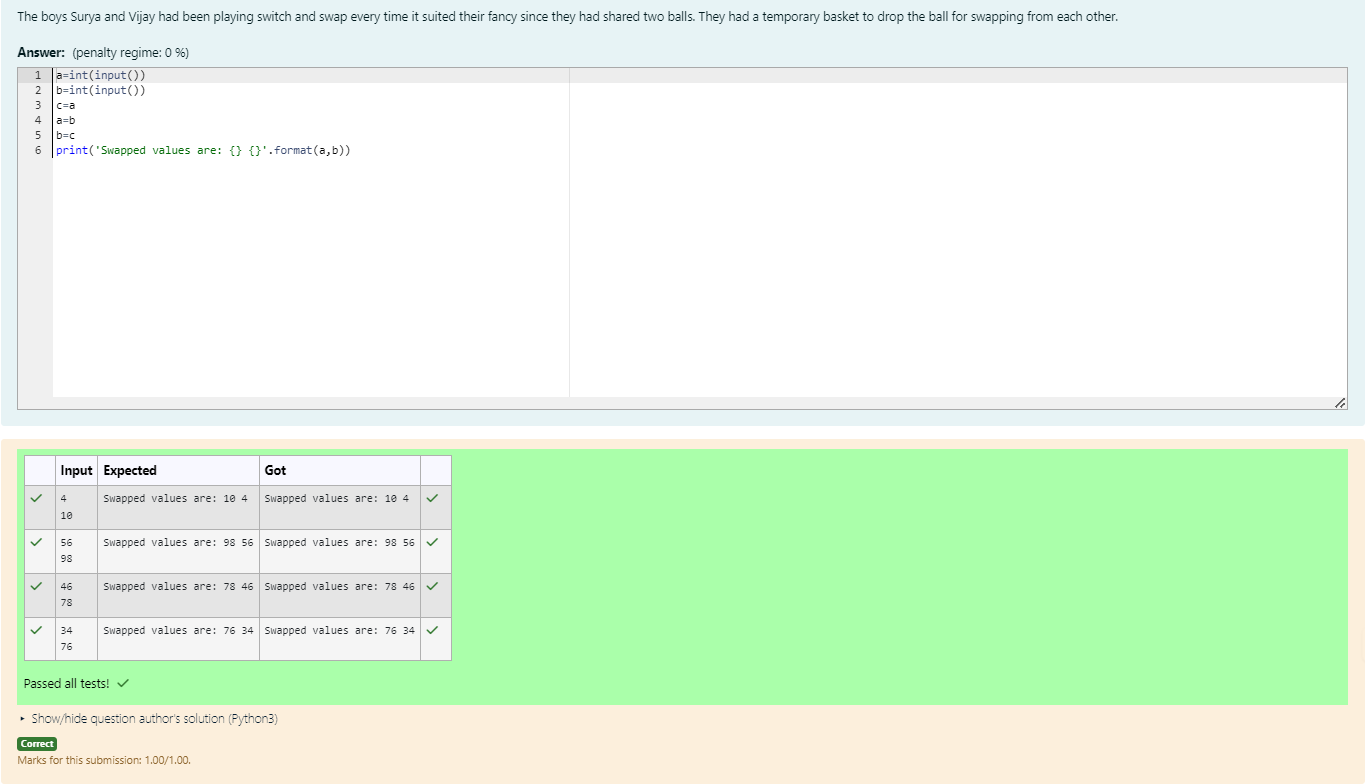 The boys Surya and Vijay had been playing switch and swap every time it suited their fancy since they had shared two balls. They had a temporary basket to drop the ball for swapping from each other.
Answer: (penalty regime: 0 %)
1 a=int(input())
2 b=int(input())
3 c=a
4 a=b
5 b=c
6 print('Swapped values are: {} {}'.format(a,b))
Input Expected Got
4 Swapped values are: 10 4 Swapped values are: 10 4
10
56 Swapped values are: 98 56 Swapped values are: 98 56
98
46 Swapped values are: 78 46 Swapped values are: 78 46
78
34 Swapped values are: 76 34 Swapped values are: 76 34
76
Passed all tests!
Show/hide question author's solution (Python3)
Correct
Marks for this submission: 1.00/1.00.